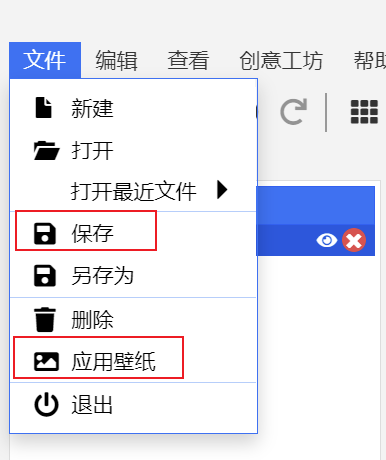 文件 编辑 查看 创意工坊 帮助
新建
打开
打开最近文件
保存
另存为
删除
应用壁纸
退出